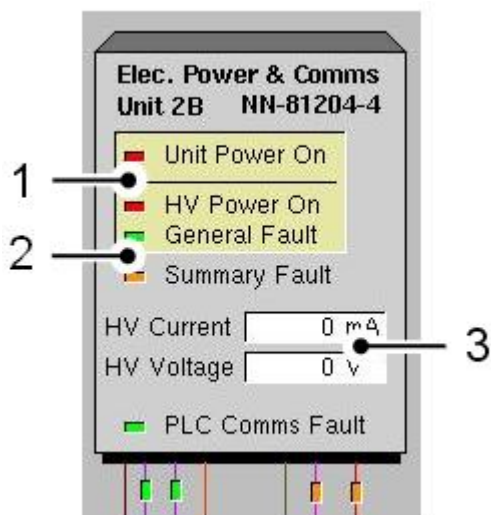 Elec. Power & Comms
Unit 2B NN-81204-4
Unit Power On
1
HV Power On
General Fault
2
Summary Fault
HV Current 0 mA
3
HV Voltage 0 V
PLC Comms Fault